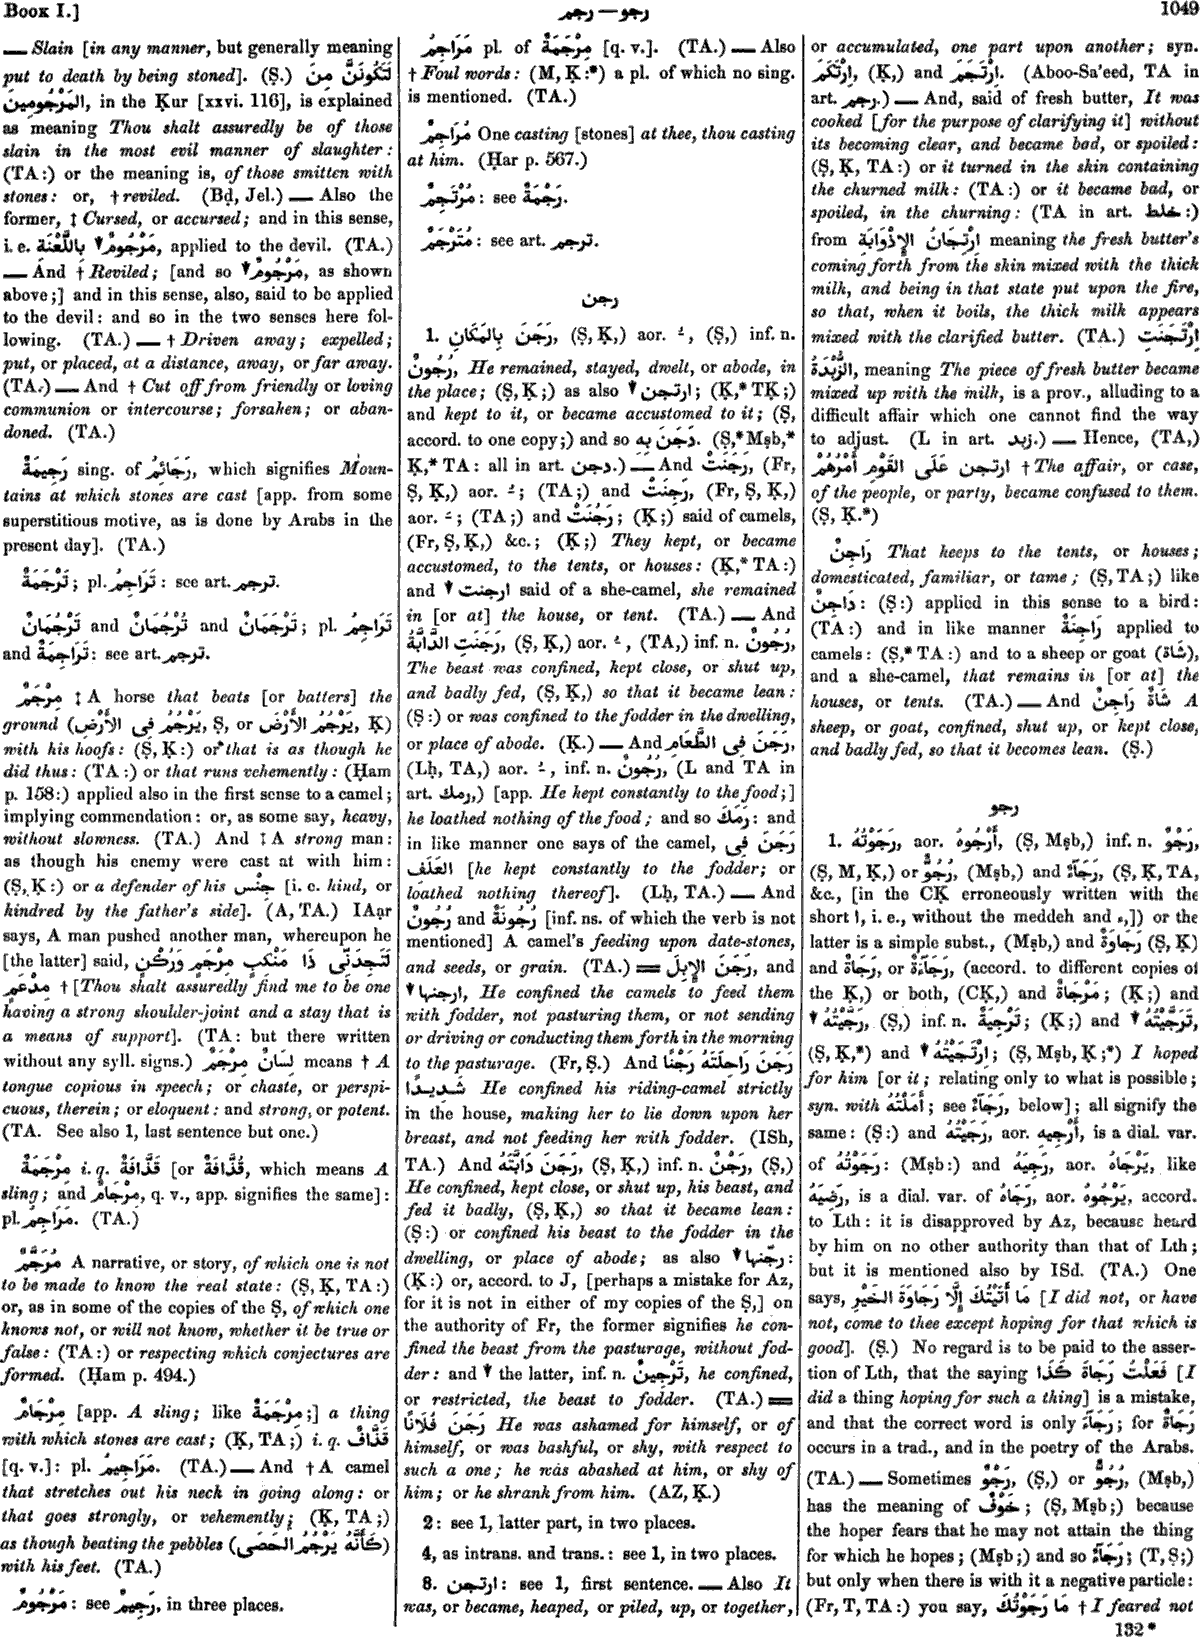 Book I.]
رجو — رجم
1049
— Slain [in any manner, but generally meaning
put to death by being stoned]. (Ṣ.) لَتَكُونَنَّ مِنَ
المَرْجُومِينَ, in the Ḳur [xxvi. 116], is explained
as meaning Thou shalt assuredly be of those
slain in the most evil manner of slaughter:
(TA:) or the meaning is, of those smitten with
stones: or, † reviled. (Bḍ, Jel.) — Also the
former, ‡ Cursed, or accursed; and in this sense,
i. e. مَرْجُومٌ ▼ بِاللَّعْنَةِ, applied to the devil. (TA.)
— And † Reviled; [and so ▼ مَرْجُومٌ, as shown
above;] and in this sense, also, said to be applied
to the devil: and so in the two senses here fol-
lowing. (TA.) — † Driven away; expelled;
put, or placed, at a distance, away, or far away.
(TA.) — And † Cut off from friendly or loving
communion or intercourse; forsaken; or aban-
doned. (TA.)
رَجِيمَةٌ sing. of رَجَائِمُ, which signifies Moun-
tains at which stones are cast [app. from some
superstitious motive, as is done by Arabs in the
present day]. (TA.)
تَرْجَمَةٌ; pl. تَرَاجِمُ: see art. ترجم.
تَرْجَمَانٌ and تُرْجُمَانٌ and تَرْجُمَانٌ; pl. تَرَاجِمُ
and تَرَاجِمَةٌ: see art. ترجم.
مِرْجَمٌ ‡ A horse that beats [or batters] the
ground (يَرْجُمُ فِى الأَرْضِ, Ṣ, or يَرْجُمُ الأَرْضَ, Ḳ)
with his hoofs: (Ṣ, Ḳ:) or that is as though he
did thus: (TA:) or that runs vehemently: (Ḥam
p. 158:) applied also in the first sense to a camel;
implying commendation: or, as some say, heavy,
without slowness. (TA.) And ‡ A strong man:
as though his enemy were cast at with him:
(Ṣ, Ḳ:) or a defender of his جِنْس [i. e. kind, or
kindred by the father's side]. (A, TA.) IAạr
says, A man pushed another man, whereupon he
[the latter] said, لَتَجِدَنِّى ذَا مَنْكِبٍ مِرْجَمٍ وَرُكْنٍ
مِدْعَمٍ † [Thou shalt assuredly find me to be one
having a strong shoulder-joint and a stay that is
a means of support]. (TA: but there written
without any syll. signs.) لِسَانٌ مِرْجَمٌ means † A
tongue copious in speech; or chaste, or perspi-
cuous, therein; or eloquent: and strong, or potent.
(TA. See also 1, last sentence but one.)
مِرْجَمَةٌ i. q. قَذَّافَةٌ [or قُذَّافَةٌ, which means A
sling; and مِرْجَامٌ, q. v., app. signifies the same]:
pl. مَرَاجِمُ. (TA.)
مُرَجَّمٌ A narrative, or story, of which one is not
to be made to know the real state: (Ṣ, Ḳ, TA:)
or, as in some of the copies of the Ṣ, of which one
knows not, or will not know, whether it be true or
false: (TA:) or respecting which conjectures are
formed. (Ḥam p. 494.)
مِرْجَامٌ [app. A sling; like مِرْجَمَةٌ;] a thing
with which stones are cast; (Ḳ, TA;) i. q. قَذَّافٌ
[q. v.]: pl. مَرَاجِيمُ. (TA.) — And † A camel
that stretches out his neck in going along: or
that goes strongly, or vehemently; (Ḳ, TA;)
as though beating the pebbles (كَأَنَّهُ يَرْجُمُ الحَصَى)
with his feet. (TA.)
مَرْجُومٌ: see رَجِيمٌ, in three places.
مَرَاجِمُ pl. of مِرْجَمَةٌ [q. v.]. (TA.) — Also
† Foul words: (M, Ḳ:*) a pl. of which no sing.
is mentioned. (TA.)
مُرَاجِمٌ One casting [stones] at thee, thou casting
at him. (Ḥar p. 567.)
مُرْتَجِمٌ: see رَجْمَةٌ.
مُتَرْجِمٌ: see art. ترجم.
رجن
1. رَجَنَ بِالمَكَانِ, (Ṣ, Ḳ,) aor. ـُ, (Ṣ,) inf. n.
رُجُونٌ, He remained, stayed, dwelt, or abode, in
the place; (Ṣ, Ḳ;) as also ▼ ارتجن; (Ḳ,* TḲ;)
and kept to it, or became accustomed to it; (Ṣ,
accord. to one copy;) and so دَجَنَ بِهِ. (Ṣ,* Mṣb,*
Ḳ,* TA: all in art. دجن.) — And رَجَنَتْ, (Fr,
Ṣ, Ḳ,) aor. ـُ; (TA;) and رَجِنَتْ, (Fr, Ṣ, Ḳ,)
aor. ـَ; (TA;) and رَجُنَتْ; (Ḳ;) said of camels,
(Fr, Ṣ, Ḳ,) &c.; (Ḳ;) They kept, or became
accustomed, to the tents, or houses: (Ḳ,* TA:)
and ▼ ارجنت said of a she-camel, she remained
in [or at] the house, or tent. (TA.) — And
رَجَنَتِ الدَّابَّةُ, (Ṣ, Ḳ,) aor. ـُ, (TA,) inf. n. رُجُونٌ,
The beast was confined, kept close, or shut up,
and badly fed, (Ṣ, Ḳ,) so that it became lean:
(Ṣ:) or was confined to the fodder in the dwelling,
or place of abode. (Ḳ.) — And رَجَنَ فِى الطَّعَامِ,
(Lḥ, TA,) aor. ـُ, inf. n. رُجُونٌ, (L and TA in
art. رمك,) [app. He kept constantly to the food;]
he loathed nothing of the food; and so رَمَكَ: and
in like manner one says of the camel, رَجَنَ فِى
العَلَفِ [he kept constantly to the fodder; or
loathed nothing thereof]. (Lḥ, TA.) — And
رُجُونٌ and رُجُونَةٌ [inf. ns. of which the verb is not
mentioned] A camel's feeding upon date-stones,
and seeds, or grain. (TA.) = رَجَنَ الإِبِلَ, and
▼ ارجنها, He confined the camels to feed them
with fodder, not pasturing them, or not sending
or driving or conducting them forth in the morning
to the pasturage. (Fr, Ṣ.) And رَجَنَ رَاحِلَتَهُ رَجْنًا
شَدِيدًا He confined his riding-camel strictly
in the house, making her to lie down upon her
breast, and not feeding her with fodder. (ISh,
TA.) And رَجَنَ دَابَّتَهُ, (Ṣ, Ḳ,) inf. n. رَجْنٌ, (Ṣ,)
He confined, kept close, or shut up, his beast, and
fed it badly, (Ṣ, Ḳ,) so that it became lean:
(Ṣ:) or confined his beast to the fodder in the
dwelling, or place of abode; as also ▼ رجّنها:
(Ḳ:) or, accord. to J, [perhaps a mistake for Az,
for it is not in either of my copies of the Ṣ,] on
the authority of Fr, the former signifies he con-
fined the beast from the pasturage, without fod-
der: and ▼ the latter, inf. n. تَرْجِينٌ, he confined,
or restricted, the beast to fodder. (TA.) =
رَجَنَ فُلَانًا He was ashamed for himself, or of
himself, or was bashful, or shy, with respect to
such a one; he was abashed at him, or shy of
him; or he shrank from him. (AZ, Ḳ.)
2: see 1, latter part, in two places.
4, as intrans. and trans.: see 1, in two places.
8. ارتجن: see 1, first sentence. — Also It
was, or became, heaped, or piled, up, or together,
or accumulated, one part upon another; syn.
اِرْتَكَمَ, (Ḳ,) and اِرْتَجَمَ. (Aboo-Sa'eed, TA in
art. رجم.) — And, said of fresh butter, It was
cooked [for the purpose of clarifying it] without
its becoming clear, and became bad, or spoiled:
(Ṣ, Ḳ, TA:) or it turned in the skin containing
the churned milk: (TA:) or it became bad, or
spoiled, in the churning: (TA in art. خلط:)
from اِرْتِجَانُ الإِذْوَابَةِ meaning the fresh butter's
coming forth from the skin mixed with the thick
milk, and being in that state put upon the fire,
so that, when it boils, the thick milk appears
mixed with the clarified butter. (TA.) ارْتَجَنَتِ
الزُّبْدَةُ, meaning The piece of fresh butter became
mixed up with the milk, is a prov., alluding to a
difficult affair which one cannot find the way
to adjust. (L in art. زبد.) — Hence, (TA,)
ارتجن عَلَى القَوْمِ أَمْرُهُمْ † The affair, or case,
of the people, or party, became confused to them.
(Ṣ, Ḳ.*)
رَاجِنٌ That keeps to the tents, or houses;
domesticated, familiar, or tame; (Ṣ, TA;) like
دَاجِنٌ: (Ṣ:) applied in this sense to a bird:
(TA:) and in like manner رَاجِنَةٌ applied to
camels: (Ṣ,* TA:) and to a sheep or goat (شَاة),
and a she-camel, that remains in [or at] the
houses, or tents. (TA.) — And شَاةٌ رَاجِنٌ A
sheep, or goat, confined, shut up, or kept close,
and badly fed, so that it becomes lean. (Ṣ.)
رجو
1. رَجَوْتُهُ, aor. أَرْجُوهُ, (Ṣ, Mṣb,) inf. n. رَجْوٌ,
(Ṣ, M, Ḳ,) or رُجُوٌّ, (Mṣb,) and رَجَآءٌ, (Ṣ, Ḳ, TA,
&c., [in the CḲ erroneously written with the
short ا, i. e., without the meddeh and ء,]) or the
latter is a simple subst., (Mṣb,) and رَجَاوَةٌ (Ṣ, Ḳ)
and رَجَاةٌ, or رَجَآءَةٌ, (accord. to different copies of
the Ḳ,) or both, (CḲ,) and مَرْجَاةٌ; (Ḳ;) and
▼ رَجَّيْتُهُ, (Ṣ,) inf. n. تَرْجِيَةٌ; (Ḳ;) and ▼ تَرَجَّيْتُهُ,
(Ṣ, Ḳ,*) and ▼ اِرْتَجَيْتُهُ; (Ṣ, Mṣb, Ḳ;*) I hoped
for him [or it; relating only to what is possible;
syn. with أَمَلْتُهُ; see رَجَآءٌ, below]; all signify the
same: (Ṣ:) and رَجَيْتُهُ, aor. أَرْجِيهِ, is a dial. var.
of رَجَوْتُهُ: (Mṣb:) and رَجِيَهُ, aor. يَرْجَاهُ, like
رَضِيَهُ, is a dial. var. of رَجَاهُ, aor. يَرْجُوهُ, accord.
to Lth: it is disapproved by Az, because heard
by him on no other authority than that of Lth;
but it is mentioned also by ISd. (TA.) One
says, مَا أَتَيْتُكَ إِلَّا رَجَاوَةَ الخَيْرِ [I did not, or have
not, come to thee except hoping for that which is
good]. (Ṣ.) No regard is to be paid to the asser-
tion of Lth, that the saying فَعَلْتُ رَجَاةَ كَذَا [I
did a thing hoping for such a thing] is a mistake,
and that the correct word is only رَجَآءَ; for رَجَاةٌ
occurs in a trad., and in the poetry of the Arabs.
(TA.) — Sometimes رَجْوٌ, (Ṣ,) or رُجُوٌّ, (Mṣb,)
has the meaning of خَوْفٌ; (Ṣ, Mṣb;) because
the hoper fears that he may not attain the thing
for which he hopes; (Mṣb;) and so رَجَآءٌ; (T, Ṣ;)
but only when there is with it a negative particle:
(Fr, T, TA:) you say, مَا رَجَوْتُكَ † I feared not
132 *